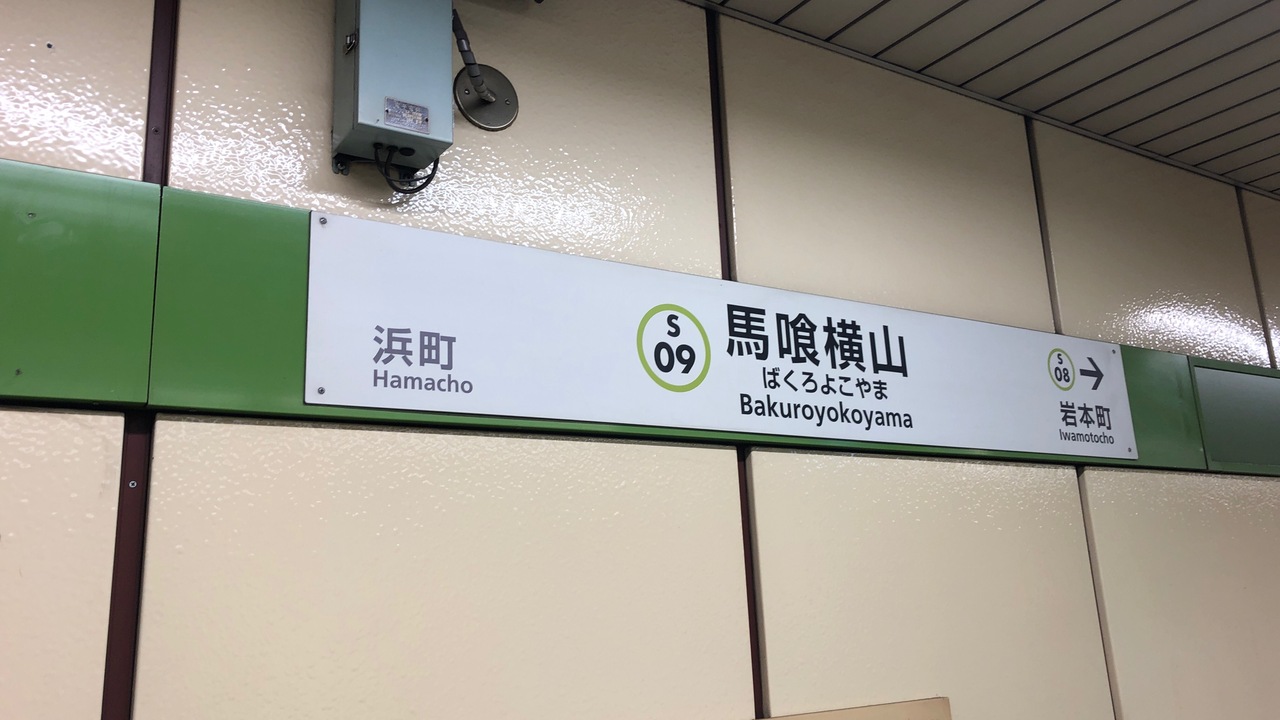 浜町
Hamacho
S
09
馬喰横山
ばくろよこやま
Bakuroyokoyama
S
08
→
岩本町
Iwamotocho